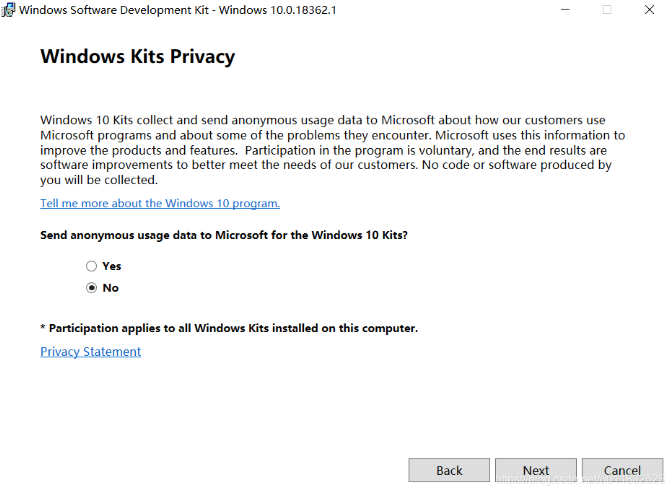 Windows Software Development Kit - Windows 10.0.18362.1
Windows Kits Privacy
Windows 10 Kits collect and send anonymous usage data to Microsoft about how our customers use
Microsoft programs and about some of the problems they encounter. Microsoft uses this information to
improve the products and features.  Participation in the program is voluntary, and the end results are
software improvements to better meet the needs of our customers. No code or software produced by
you will be collected.
Tell me more about the Windows 10 program.
Send anonymous usage data to Microsoft for the Windows 10 Kits?
Yes
No
* Participation applies to all Windows Kits installed on this computer.
Privacy Statement
Back Next Cancel